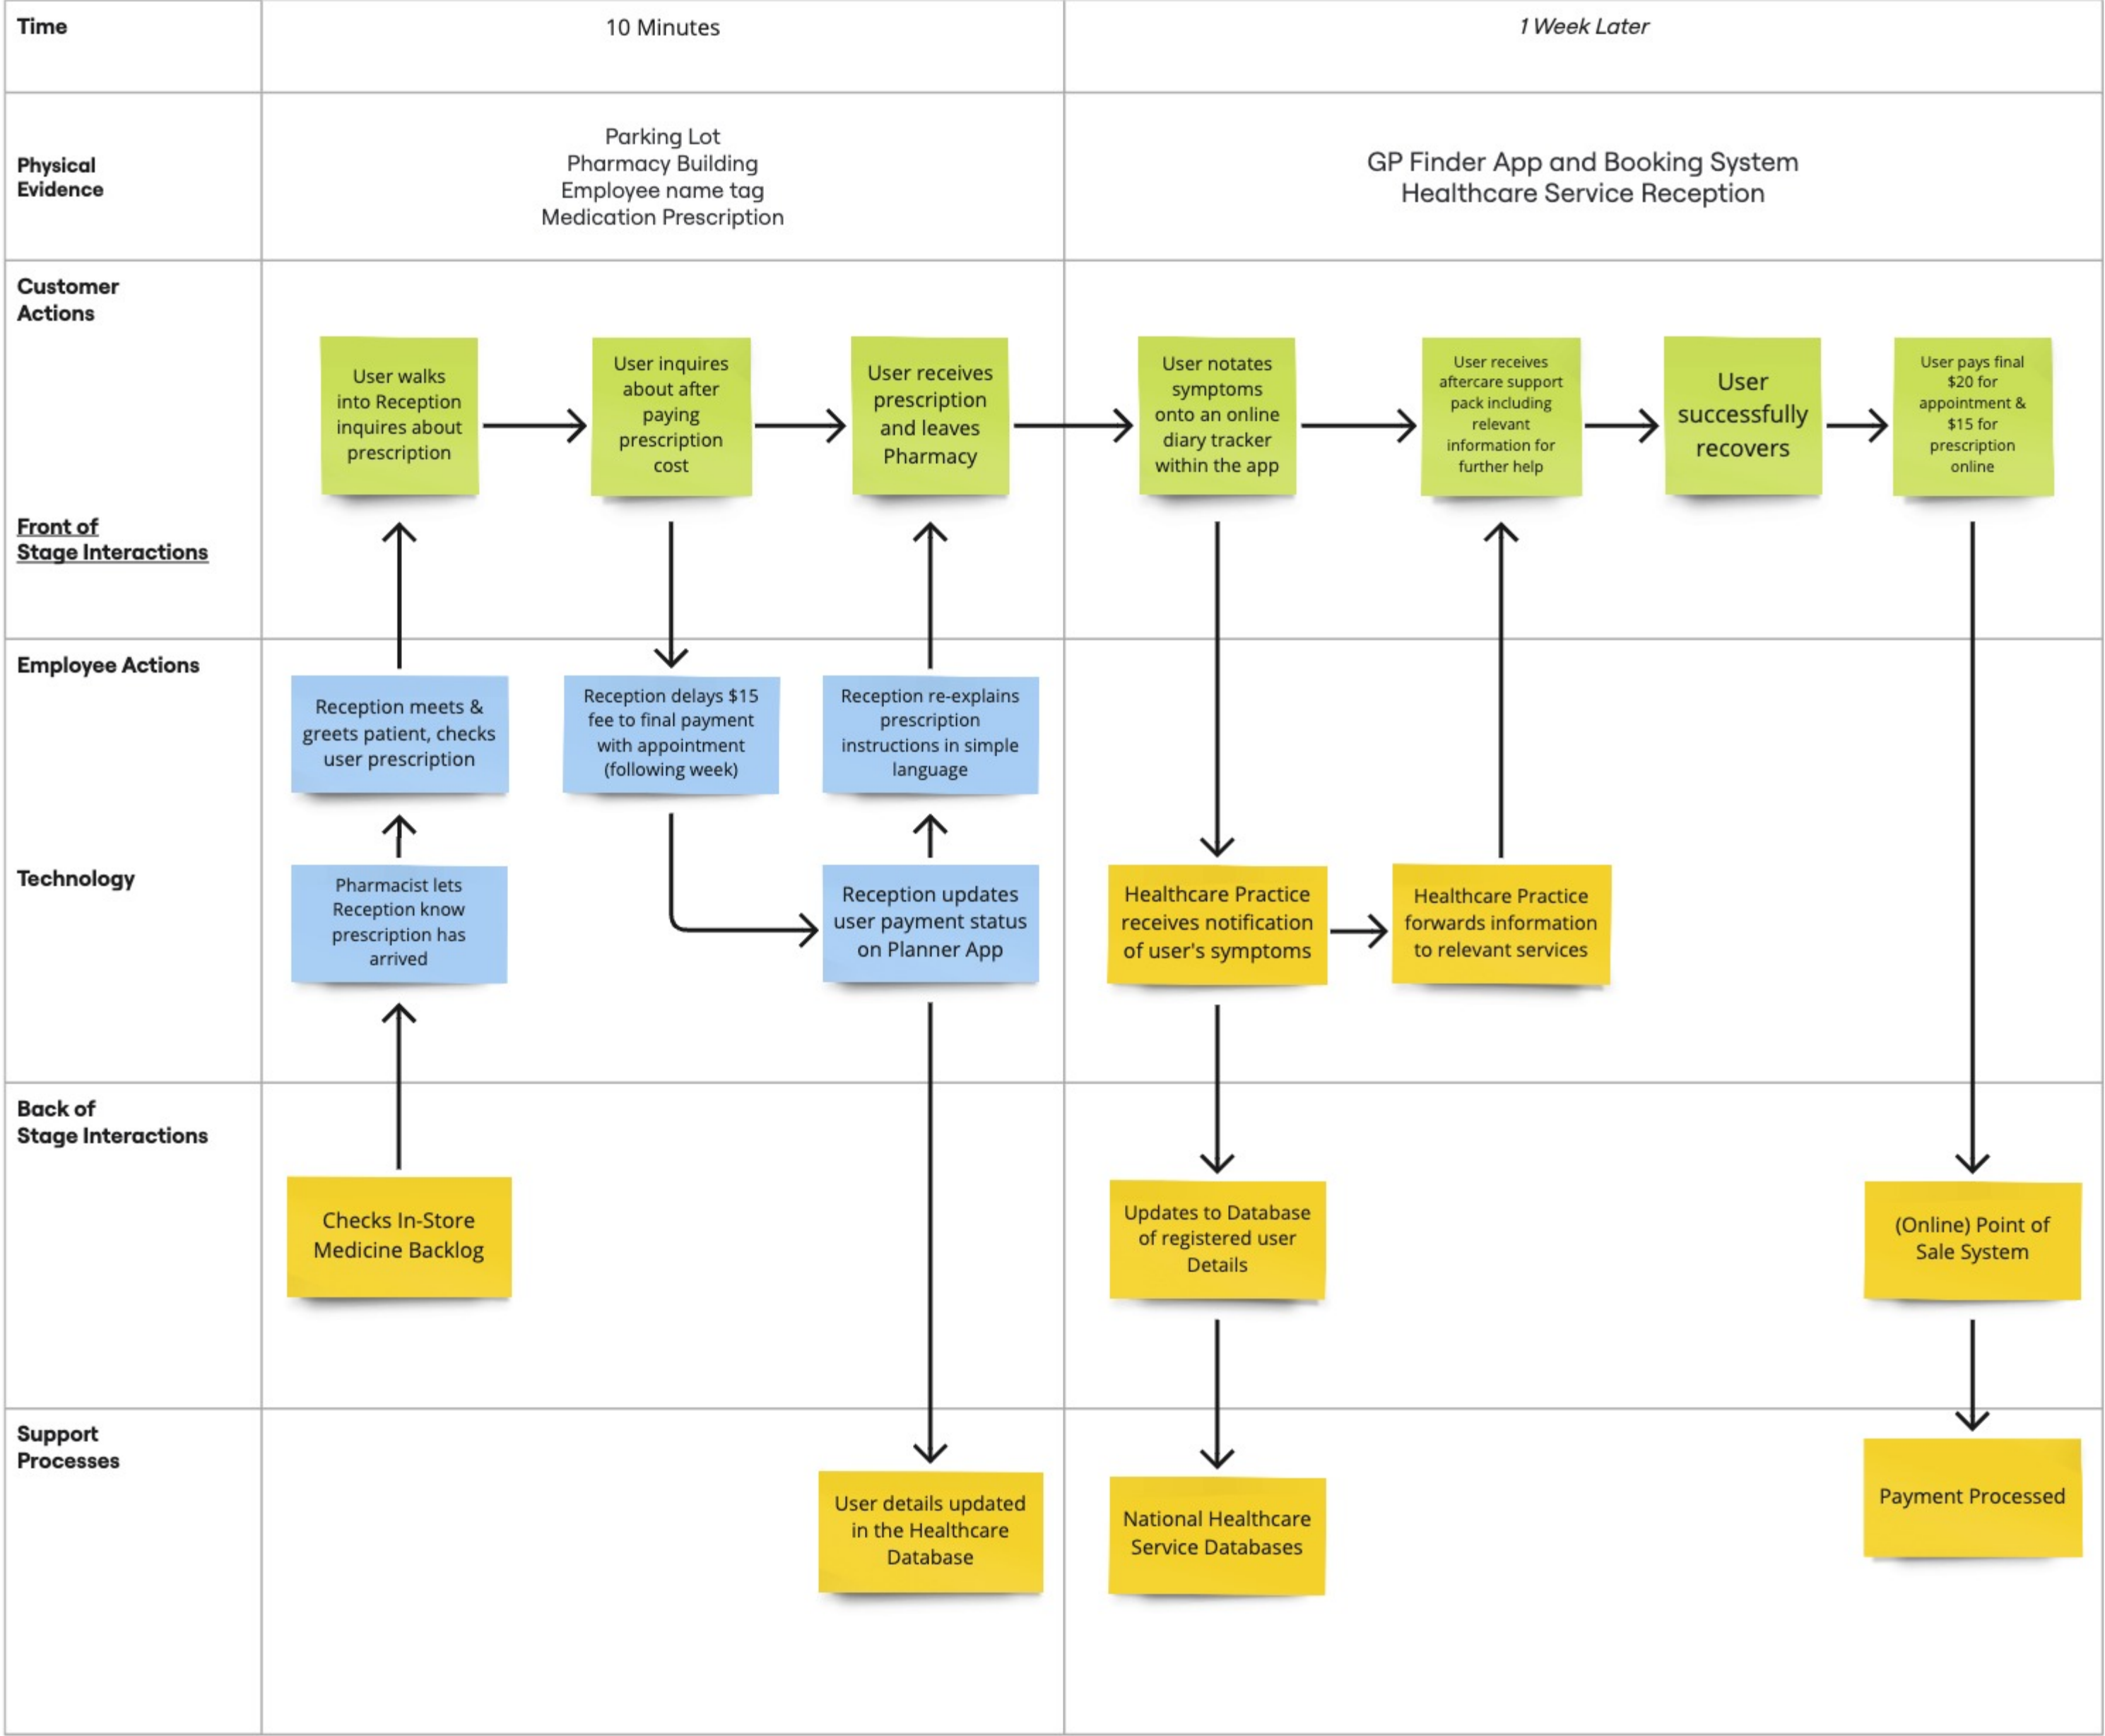 Time
10 Minutes
1 Week Later
Physical
Evidence
Parking Lot
Pharmacy Building
Employee name tag
Medication Prescription
GP Finder App and Booking System
Healthcare Service Reception
Customer
Actions
User walks
into Reception
inquires about
prescription
User inquires
about after
paying
prescription
cost
User receives
prescription
and leaves
Pharmacy
User notates
symptoms
onto an online
diary tracker
within the app
User receives
aftercare support
pack including
relevant
information for
further help
User
successfully
recovers
User pays final
$20 for
appointment &
$15 for
prescription
online
Front of
Stage Interactions
Employee Actions
Reception meets &
greets patient, checks
user prescription
Reception delays $15
fee to final payment
with appointment
(following week)
Reception re-explains
prescription
instructions in simple
language
Technology
Pharmacist lets
Reception know
prescription has
arrived
Reception updates
user payment status
on Planner App
Healthcare Practice
receives notification
of user's symptoms
Healthcare Practice
forwards information
to relevant services
Back of
Stage Interactions
Checks In-Store
Medicine Backlog
Updates to Database
of registered user
Details
(Online) Point of
Sale System
Support
Processes
User details updated
in the Healthcare
Database
National Healthcare
Service Databases
Payment Processed